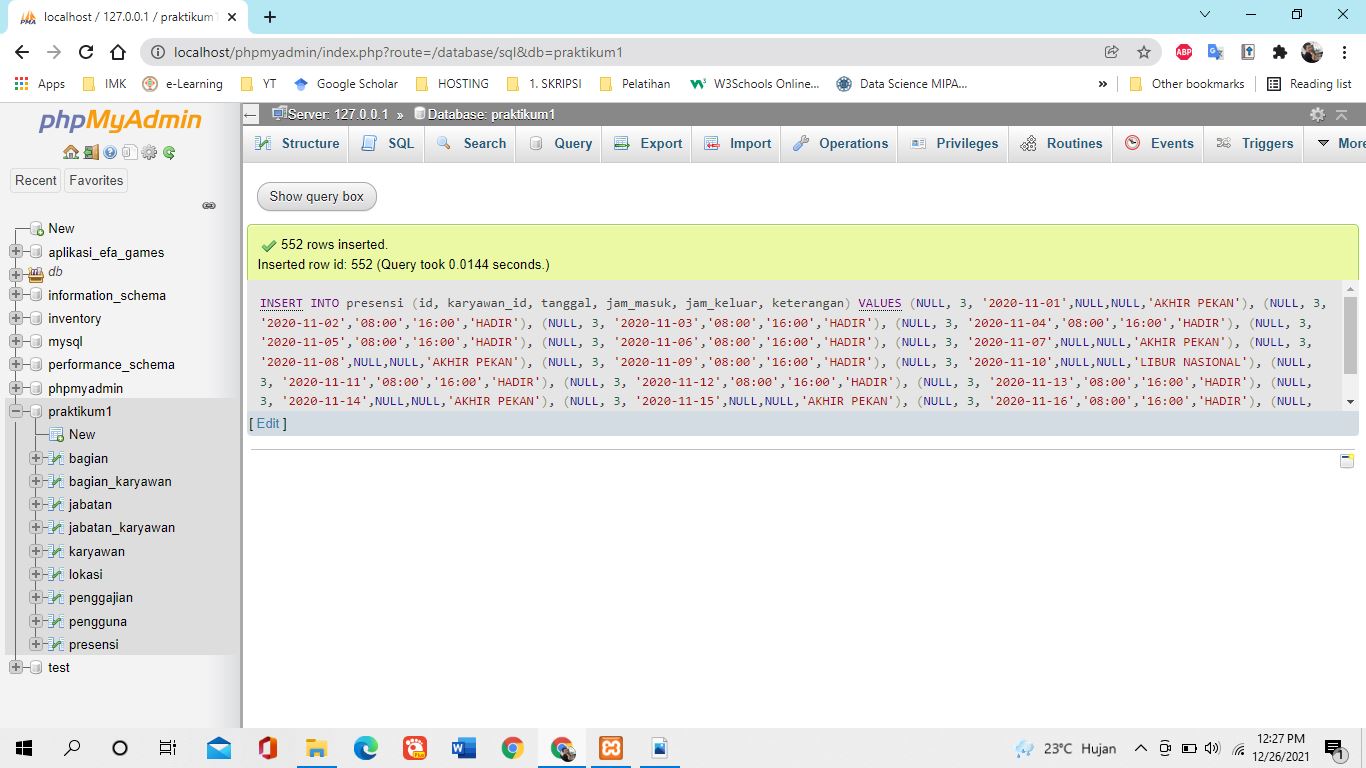 localhost / 127.0.0.1 / praktikum1
localhost/phpmyadmin/index.php?route=/database/sql&db=praktikum1
Apps IMK e-Learning YT Google Scholar HOSTING 1. SKRIPSI Pelatihan W3Schools Online... Data Science MIPA... » Other bookmarks Reading list
phpMyAdmin
Recent Favorites
New
aplikasi_efa_games
db
information_schema
inventory
mysql
performance_schema
phpmyadmin
praktikum1
New
bagian
bagian_karyawan
jabatan
jabatan_karyawan
karyawan
lokasi
penggajian
pengguna
presensi
test
Server: 127.0.0.1 » Database: praktikum1
Structure SQL Search Query Export Import Operations Privileges Routines Events Triggers More
Show query box
552 rows inserted.
Inserted row id: 552 (Query took 0.0144 seconds.)
INSERT INTO presensi (id, karyawan_id, tanggal, jam_masuk, jam_keluar, keterangan) VALUES (NULL, 3, '2020-11-01',NULL,NULL,'AKHIR PEKAN'), (NULL, 3,
'2020-11-02','08:00','16:00','HADIR'), (NULL, 3, '2020-11-03','08:00','16:00','HADIR'), (NULL, 3, '2020-11-04','08:00','16:00','HADIR'), (NULL, 3,
'2020-11-05','08:00','16:00','HADIR'), (NULL, 3, '2020-11-06','08:00','16:00','HADIR'), (NULL, 3, '2020-11-07',NULL,NULL,'AKHIR PEKAN'), (NULL, 3,
'2020-11-08',NULL,NULL,'AKHIR PEKAN'), (NULL, 3, '2020-11-09','08:00','16:00','HADIR'), (NULL, 3, '2020-11-10',NULL,NULL,'LIBUR NASIONAL'), (NULL,
3, '2020-11-11','08:00','16:00','HADIR'), (NULL, 3, '2020-11-12','08:00','16:00','HADIR'), (NULL, 3, '2020-11-13','08:00','16:00','HADIR'), (NULL,
3, '2020-11-14',NULL,NULL,'AKHIR PEKAN'), (NULL, 3, '2020-11-15',NULL,NULL,'AKHIR PEKAN'), (NULL, 3, '2020-11-16','08:00','16:00','HADIR'), (NULL,
[ Edit ]
23°C Hujan
12:27 PM
12/26/2021
1